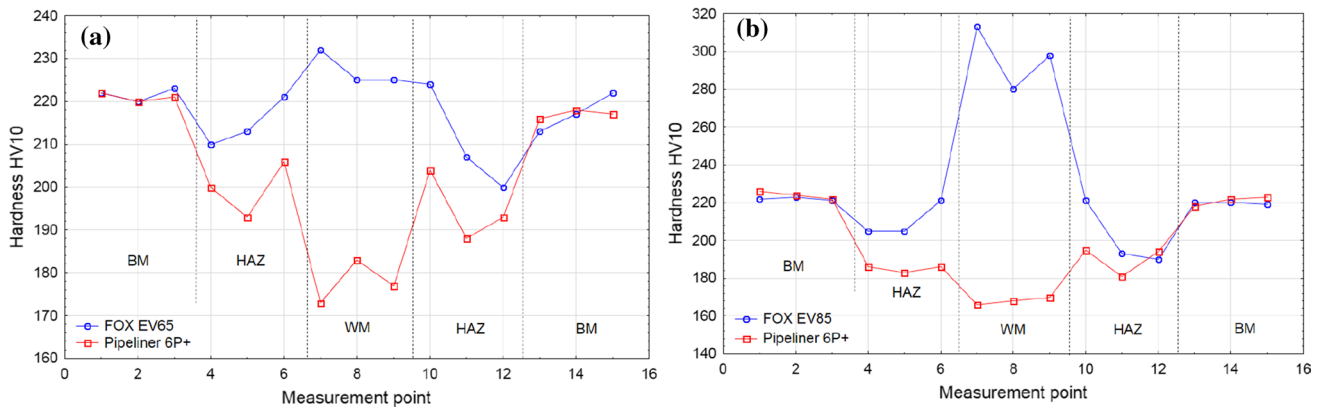 (a)
240
230
220
210
200
190
180
170
160
Hardness HV10
BM
HAZ
WM
HAZ
BM
FOX EV65
Pipeliner 6P+
0 2 4 6 8 10 12 14 16
Measurement point
(b)
320
300
280
260
240
220
200
180
160
140
Hardness HV10
BM
HAZ
WM
HAZ
BM
FOX EV85
Pipeliner 6P+
0 2 4 6 8 10 12 14 16
Measurement point